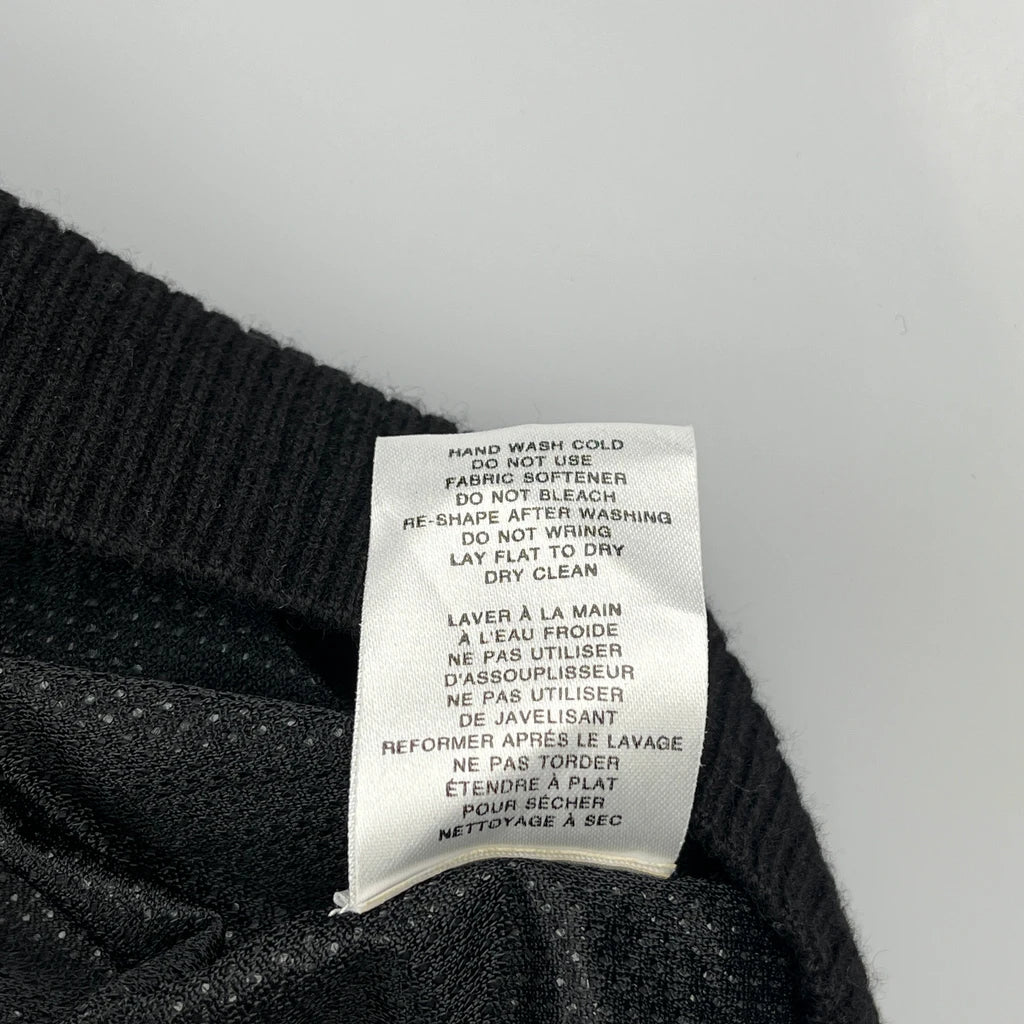 HAND WASH COLD
DO NOT USE
FABRIC SOFTENER
DO NOT BLEACH
RE-SHAPE AFTER WASHING
DO NOT WRING
LAY FLAT TO DRY
DRY CLEAN
LAVER À LA MAIN
À L'EAU FROIDE
NE PAS UTILISER
D'ASSOUPLISSEUR
NE PAS UTILISER
DE JAVELISANT
REFORMER APRÉS LE LAVAGE
NE PAS TORDER
ÉTENDRE À PLAT
POUR SÉCHER
NETTOYAGE À SEC